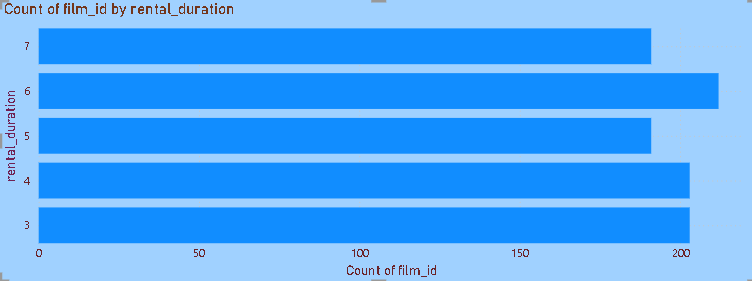 Count of film_id by rental_duration
rental_duration
7
6
5
4
3
0 50 100 150 200
Count of film_id